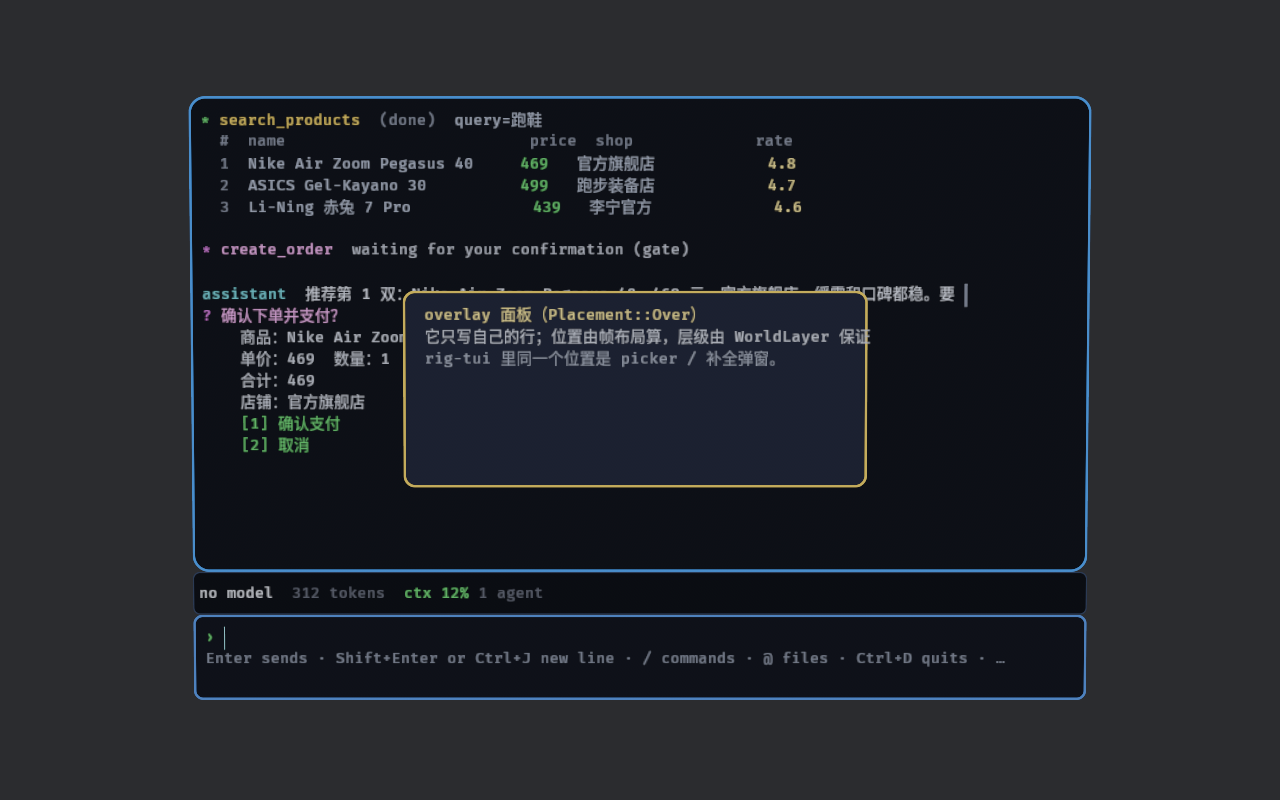 * search_products (done) query=跑鞋
# name price shop rate
1 Nike Air Zoom Pegasus 40 469 官方旗舰店 4.8
2 ASICS Gel-Kayano 30 499 跑步装备店 4.7
3 Li-Ning 赤兔 7 Pro 439 李宁官方 4.6
* create_order waiting for your confirmation (gate)
assistant 推荐第 1 双: 口碑都稳。要
? 确认下单并支付?
商品: Nike Air Zoom
单价: 469 数量: 1
合计: 469
店铺: 官方旗舰店
[1] 确认支付
[2] 取消
overlay 面板 (Placement::Over)
它只写自己的行; 位置由帧布局算, 层级由 WorldLayer 保证
rig-tui 里同一个位置是 picker / 补全弹窗。
no model 312 tokens ctx 12% 1 agent
›
Enter sends · Shift+Enter or Ctrl+J new line · / commands · @ files · Ctrl+D quits · …